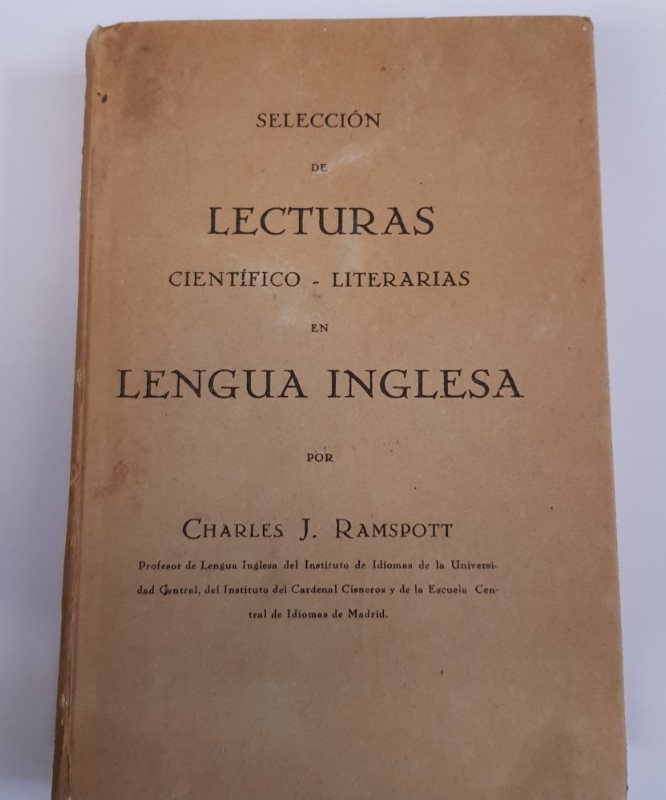 SELECCIÓN
DE
LECTURAS
CIENTÍFICO - LITERARIAS
EN
LENGUA INGLESA
POR
CHARLES J. RAMSPOTT
Profesor de Lengua Inglesa del Instituto de Idiomas de la Universi-
dad Central, del Instituto del Cardenal Cisneros y de la Escuela Cen-
tral de Idiomas de Madrid.